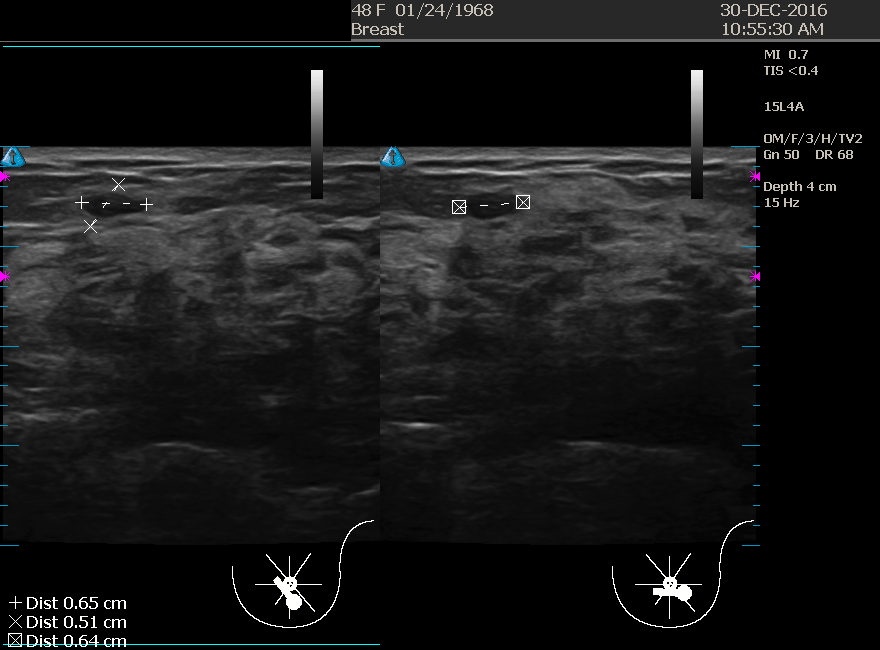 48 F 01/24/1968
30-DEC-2016
Breast
10:55:30 AM
MI 0.7
TIS <0.4
15L4A
OM/F/3/H/TV2
Gn 50 DR 68
Depth 4 cm
15 Hz
Dist 0.65 cm
Dist 0.51 cm
Dist 0.64 cm